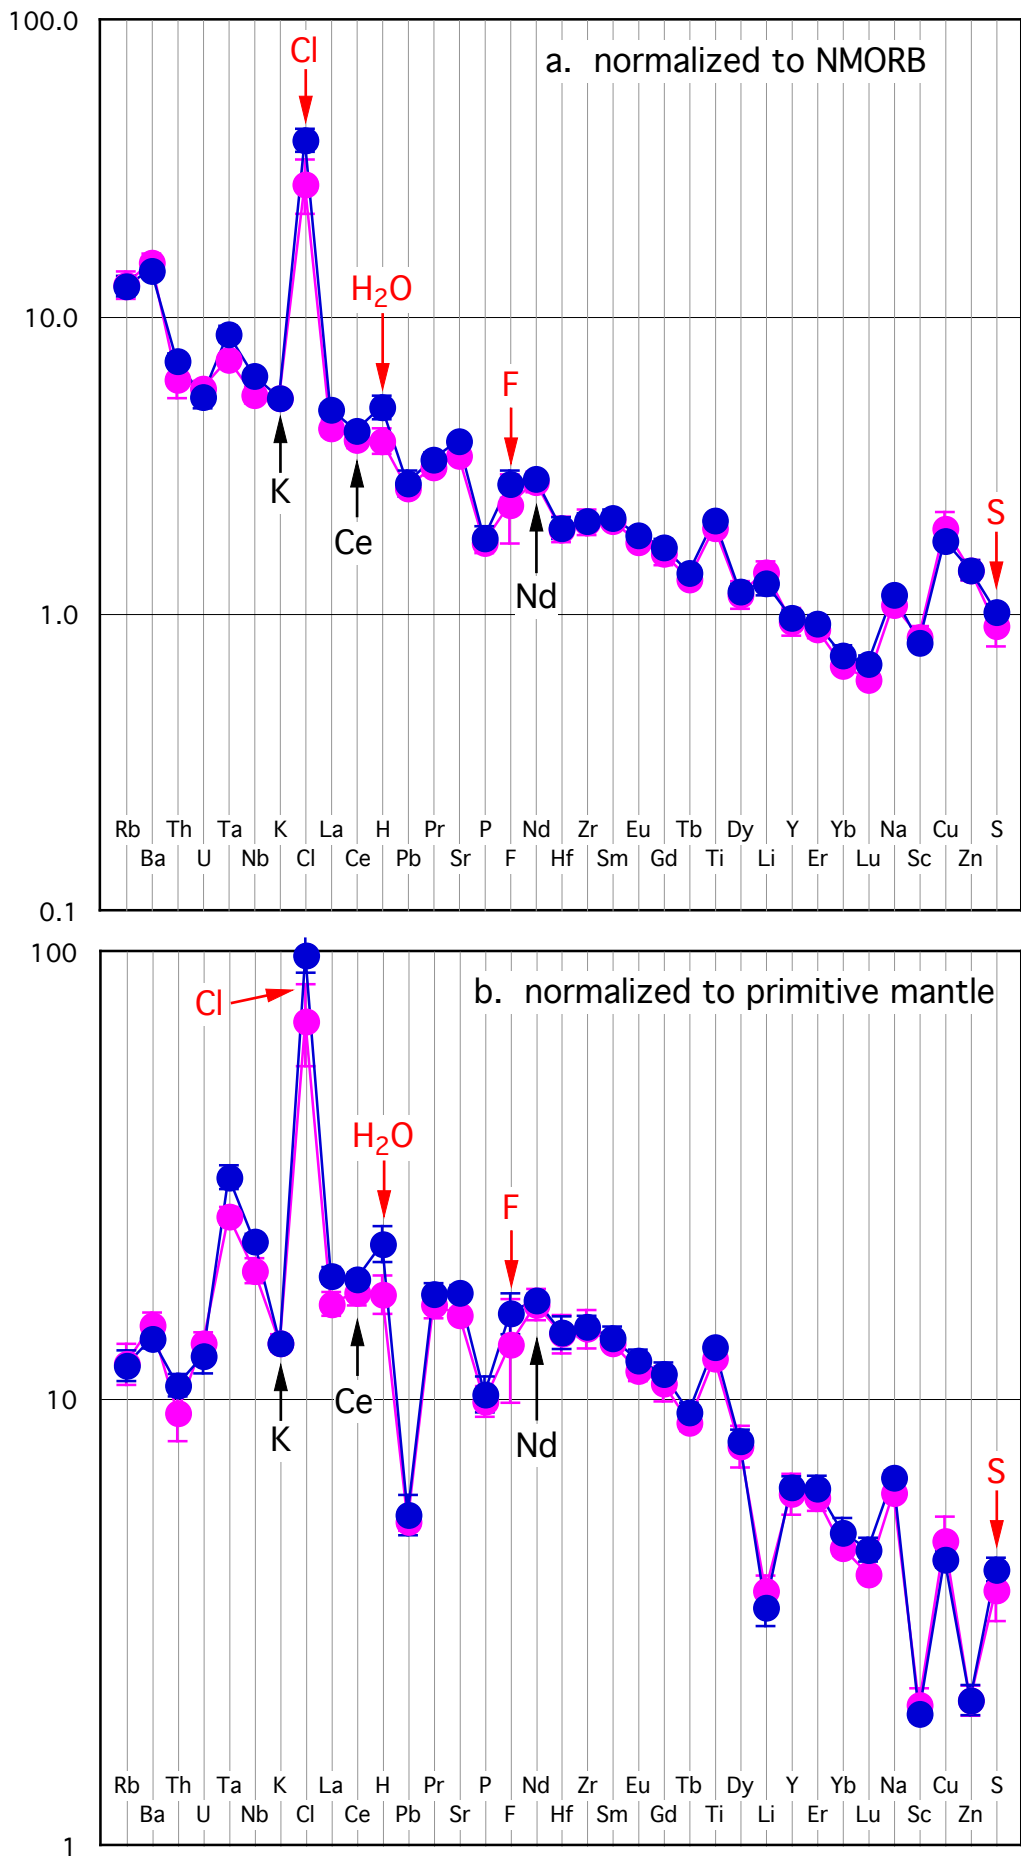 100.0
Cl
a. normalized to NMORB
H2O
10.0
F
K
S
Ce
Nd
1.0
Rb Th Ta K La H Pr P Nd Zr Eu Tb Dy Y Yb Na Cu S
Ba U Nb Cl Ce Pb Sr F Hf Sm Gd Ti Li Er Lu Sc Zn
0.1
100
b. normalized to primitive mantle
Cl
H2O
F
10
Ce
K
Nd
S
Rb Th Ta K La H Pr P Nd Zr Eu Tb Dy Y Yb Na Cu S
Ba U Nb Cl Ce Pb Sr F Hf Sm Gd Ti Li Er Lu Sc Zn
1